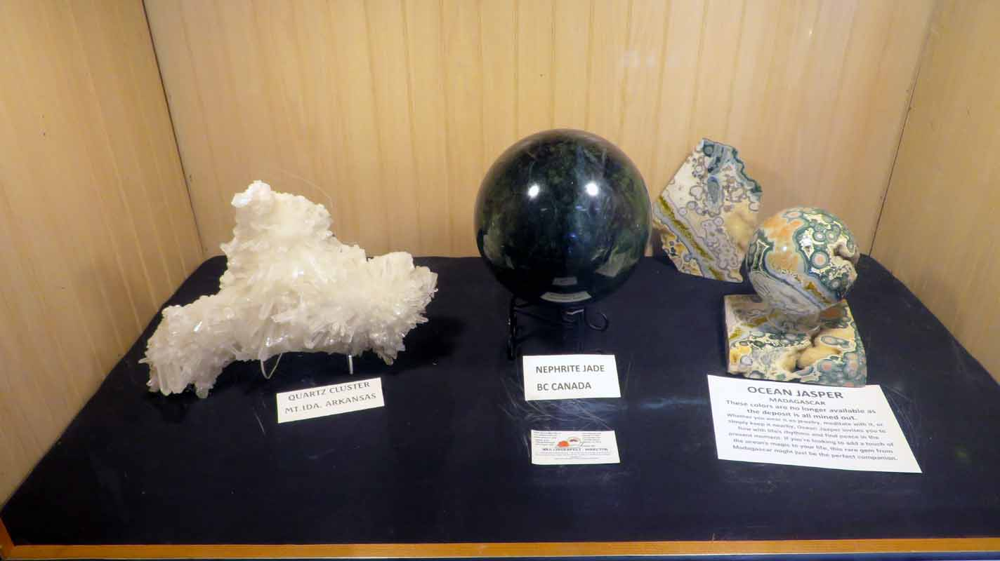 QUARTZ CLUSTER
MT.IDA. ARKANSAS
NEPHRITE JADE
BC CANADA
DIRECTOR
OCEAN JASPER
MADAGASCAR
These colors are no longer available as
the deposit is all mined out.
Whether you wear it as jewelry, meditate with it, or
simply keep it nearby, Ocean Jasper invites you to
flow with life's rhythms and find peace in the
present moment. If you're looking to add a touch of
the ocean's magic to your life, this rare gem from
Madagascar might just be the perfect companion.